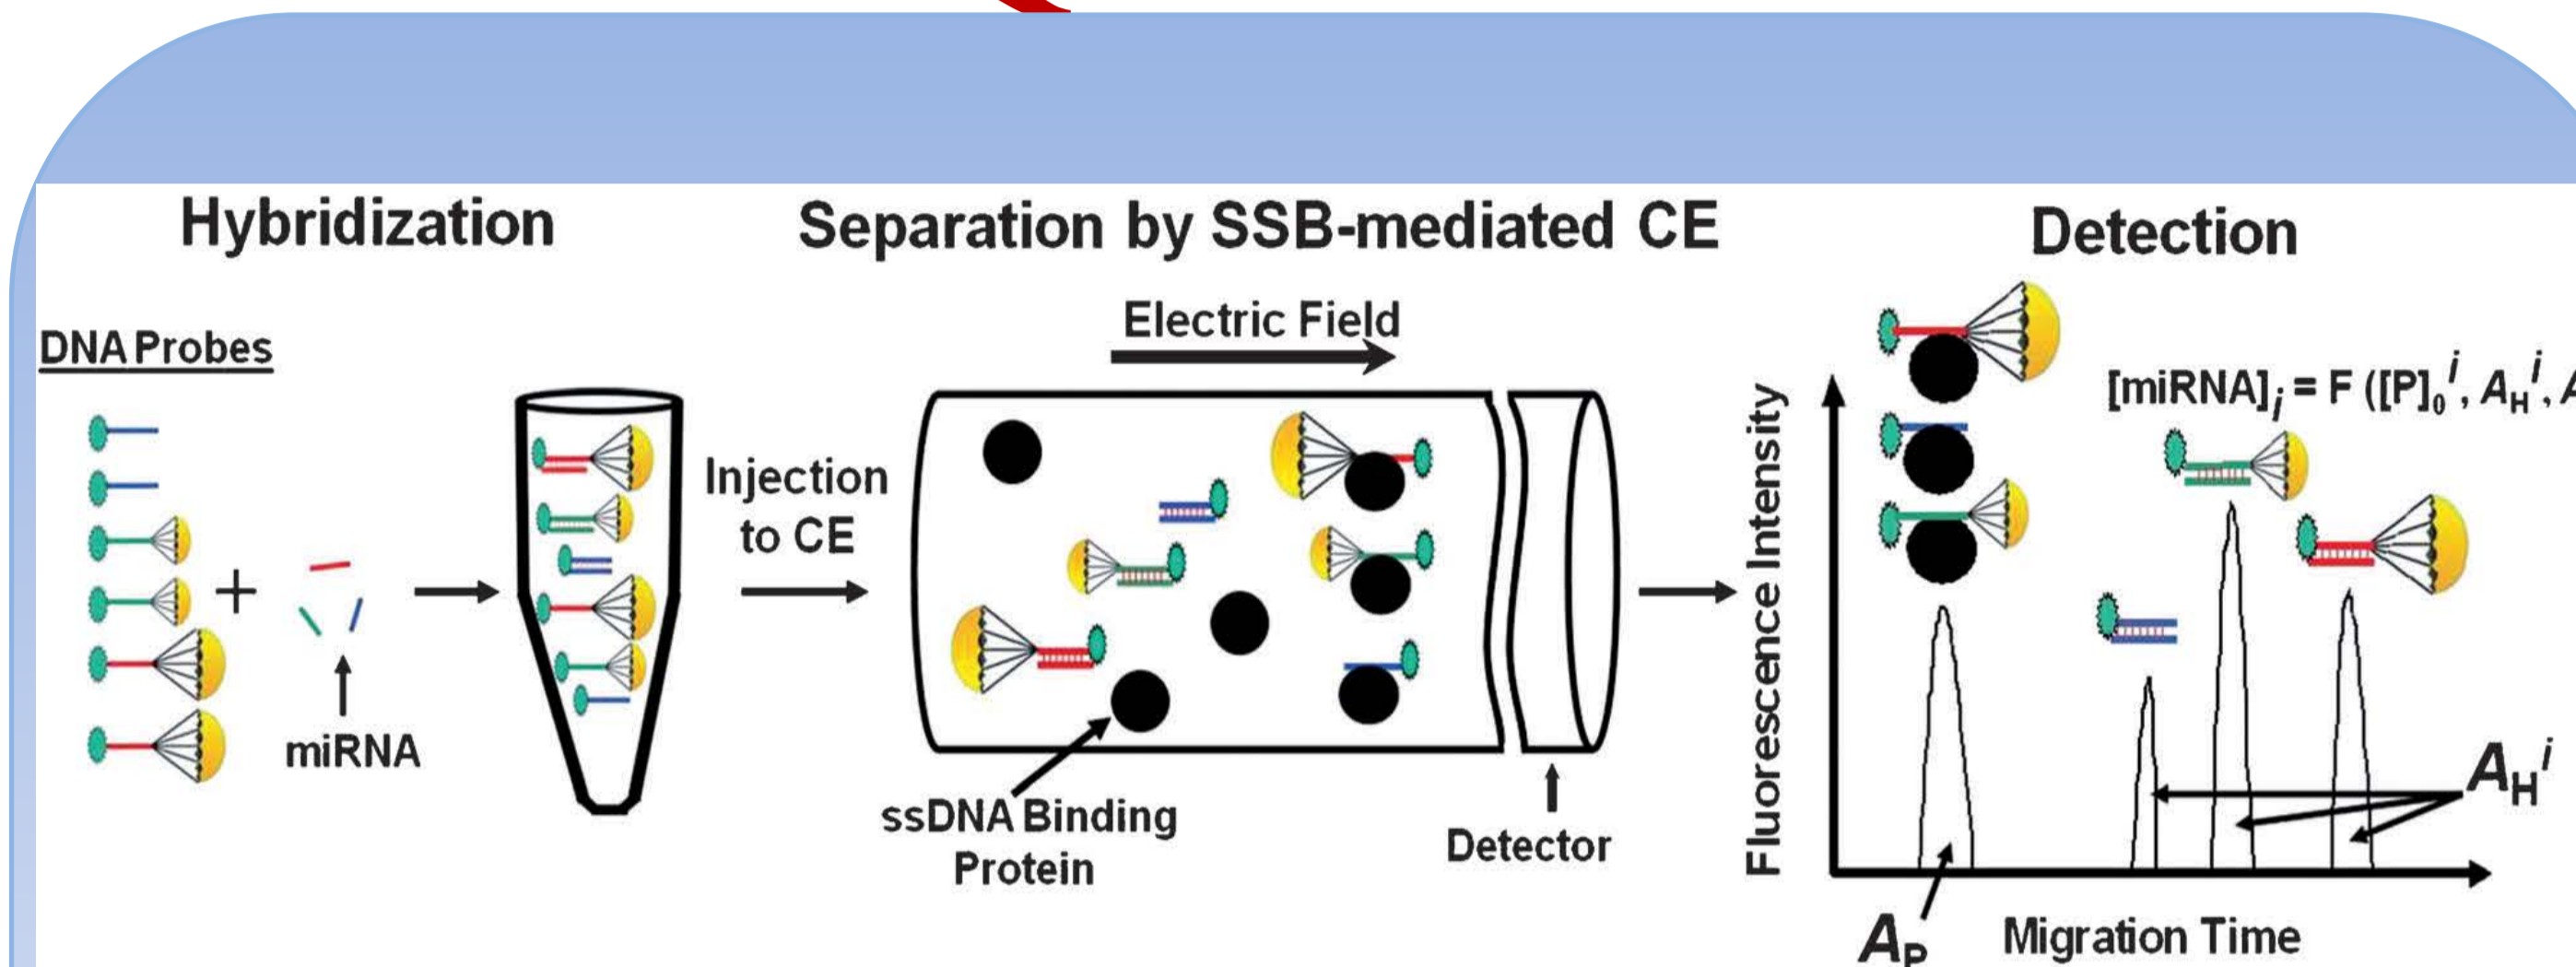 Hybridization
Separation by SSB-mediated CE
Detection
DNA Probes
+
miRNA
Injection
to CE
Electric Field
ssDNA Binding
Protein
Detector
Fluorescence Intensity
[miRNA]i = F ([P]0i, AHi, A
AHi
AP
Migration Time